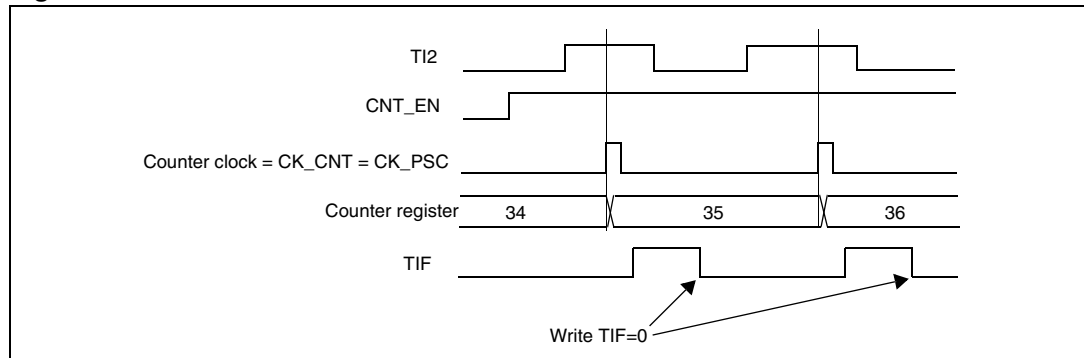 TI2
CNT_EN
Counter clock = CK_CNT = CK_PSC
Counter register 34 35 36
TIF
Write TIF=0